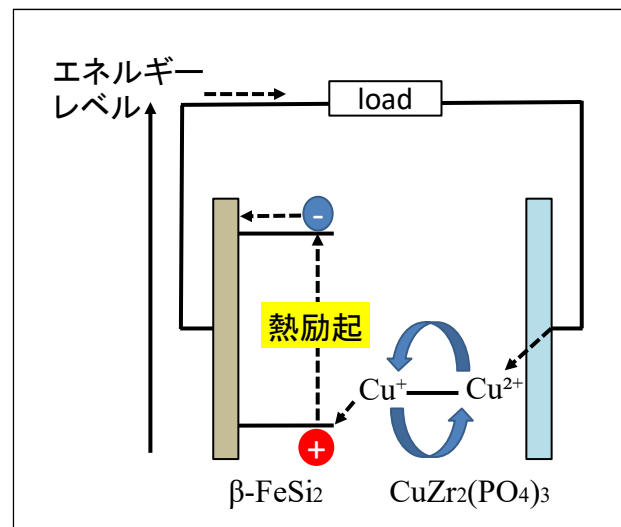 エネルギー
レベル
load
-
熱励起
Cu⁺
Cu²⁺
+
β-FeSi₂
CuZr₂(PO₄)₃